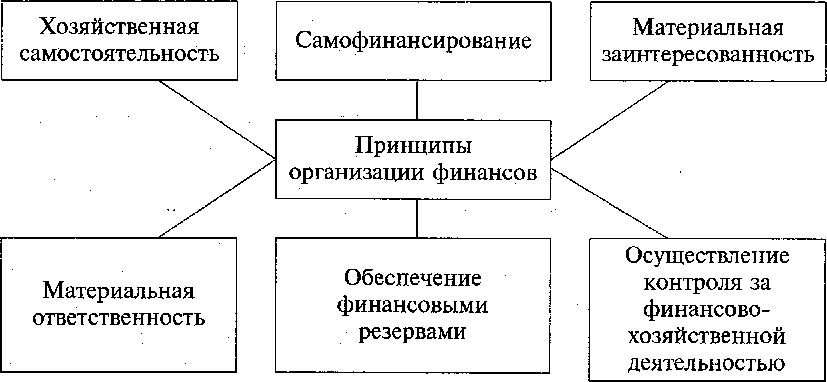 Хозяйственная
самостоятельность
Самофинансирование
Материальная
заинтересованность
Принципы
организации финансов
Материальная
ответственность
Обеспечение
финансовыми
резервами
Осуществление
контроля за
финансово-
хозяйственной
деятельностью